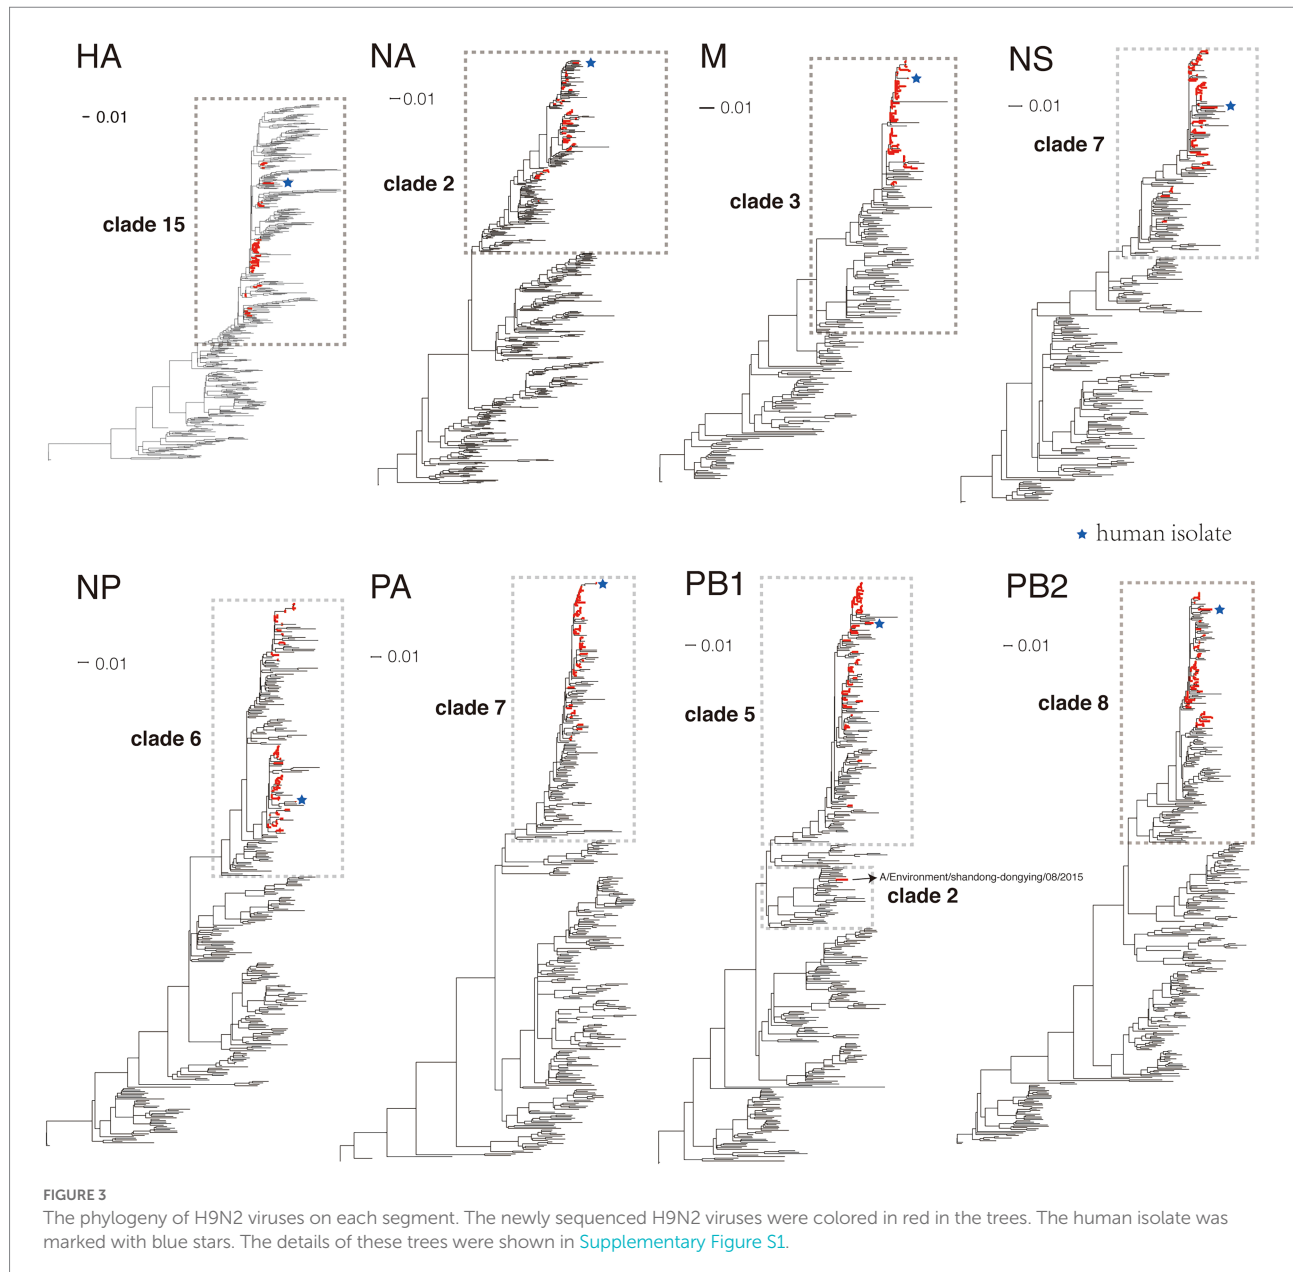 HA
NA
M
NS
0.01
0.01
0.01
0.01
clade 15
clade 2
clade 3
clade 7
human isolate
NP
PA
PB1
PB2
0.01
0.01
0.01
0.01
clade 6
clade 7
clade 5
clade 8
A/Environment/shandong-dongying/08/2015
clade 2
FIGURE 3
The phylogeny of H9N2 viruses on each segment. The newly sequenced H9N2 viruses were colored in red in the trees. The human isolate was
marked with blue stars. The details of these trees were shown in Supplementary Figure S1.